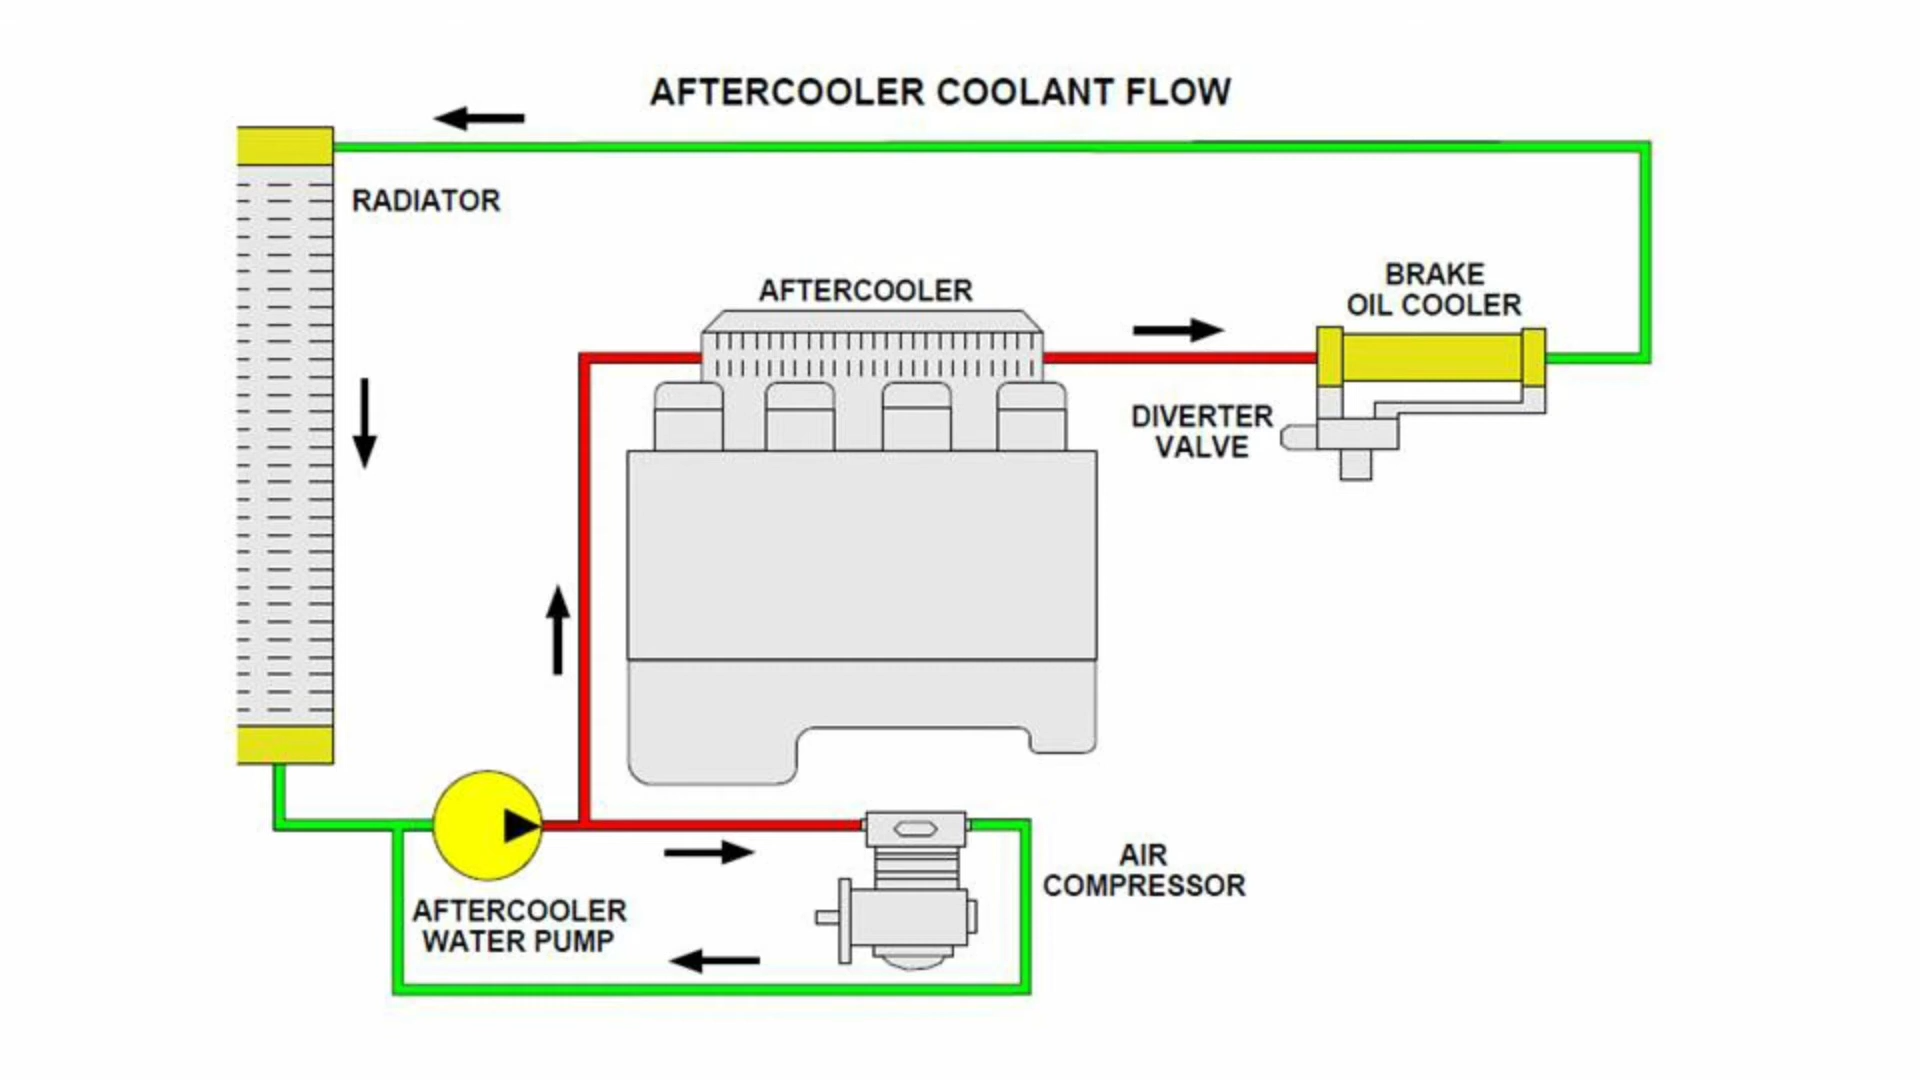 AFTERCOOLER COOLANT FLOW
RADIATOR
AFTERCOOLER
BRAKE
OIL COOLER
DIVERTER
VALVE
AIR
COMPRESSOR
AFTERCOOLER
WATER PUMP